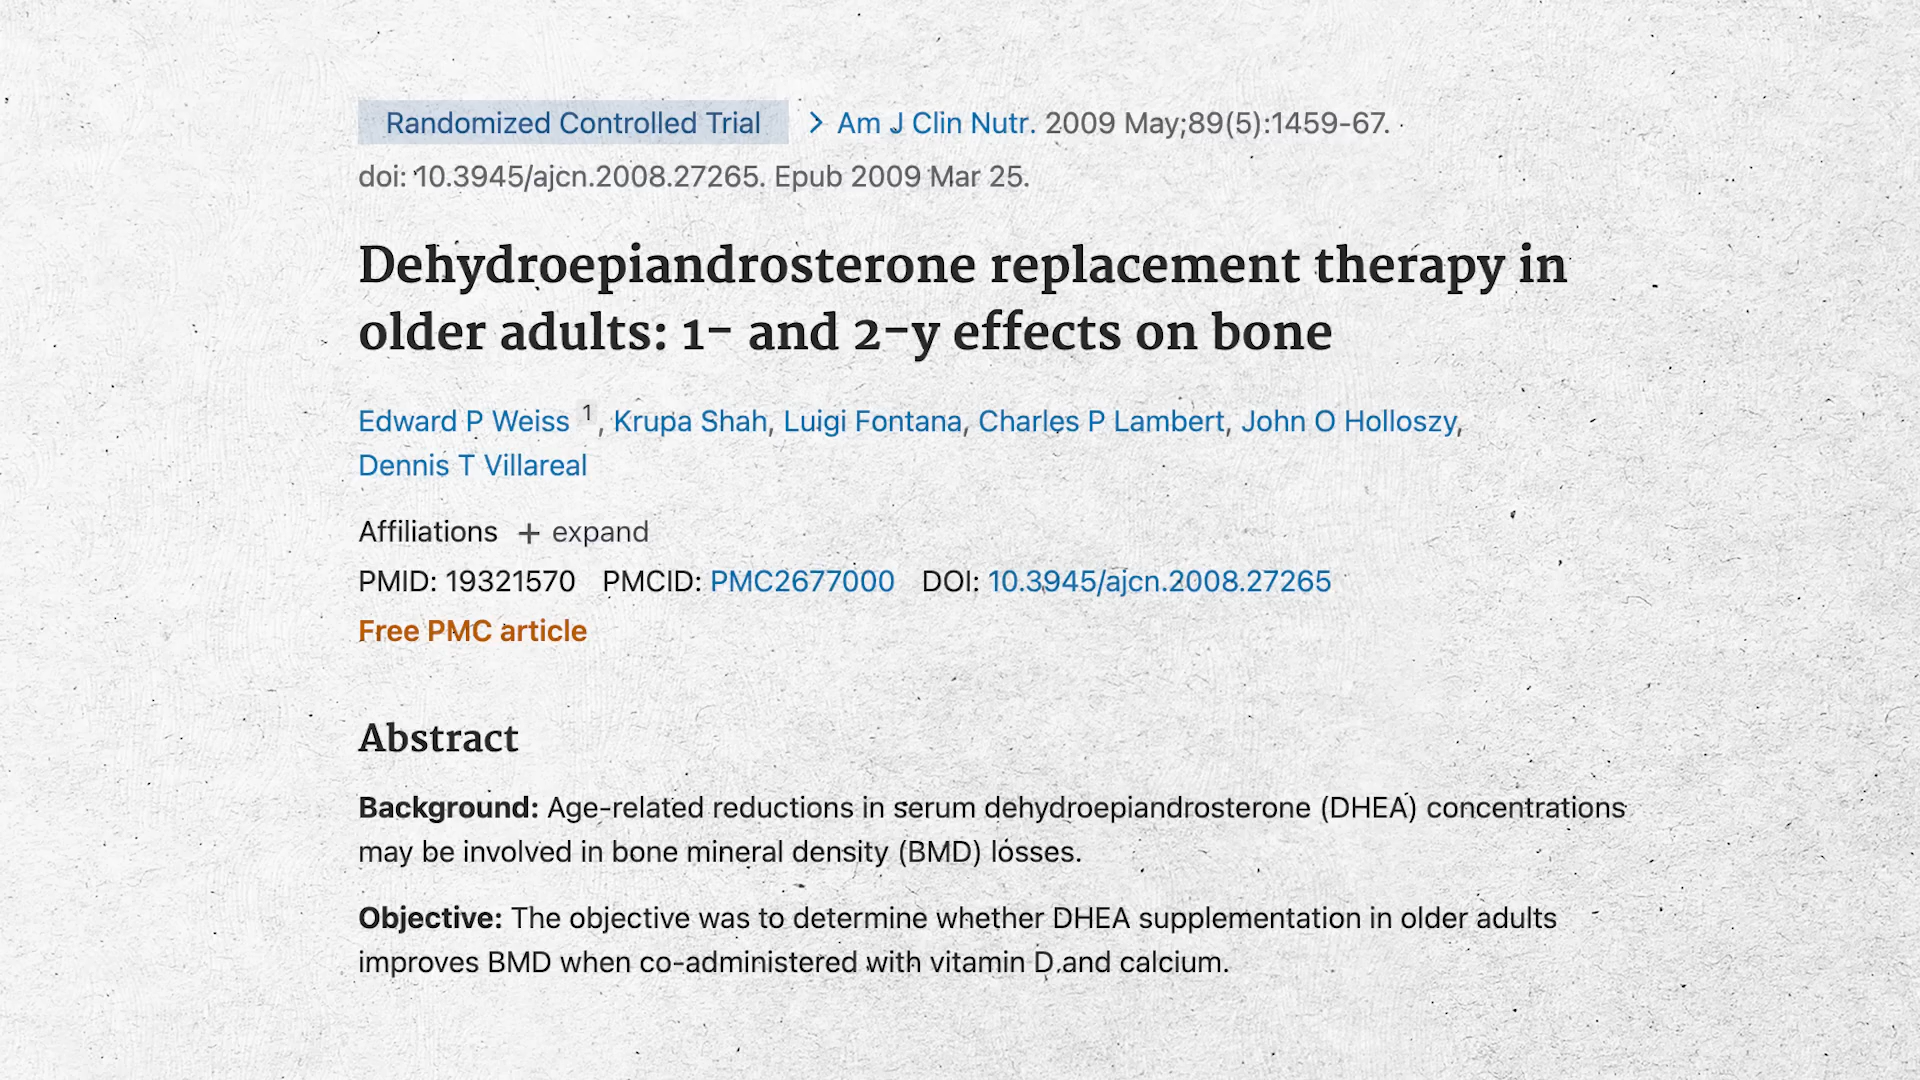 Randomized Controlled Trial > Am J Clin Nutr. 2009 May;89(5):1459-67.
doi: 10.3945/ajcn.2008.27265. Epub 2009 Mar 25.
Dehydroepiandrosterone replacement therapy in
older adults: 1- and 2-y effects on bone
Edward P Weiss 1, Krupa Shah, Luigi Fontana, Charles P Lambert, John O Holloszy,
Dennis T Villareal
Affiliations + expand
PMID: 19321570 PMCID: PMC2677000 DOI: 10.3945/ajcn.2008.27265
Free PMC article
Abstract
Background: Age-related reductions in serum dehydroepiandrosterone (DHEA) concentrations
may be involved in bone mineral density (BMD) losses.
Objective: The objective was to determine whether DHEA supplementation in older adults
improves BMD when co-administered with vitamin D and calcium.